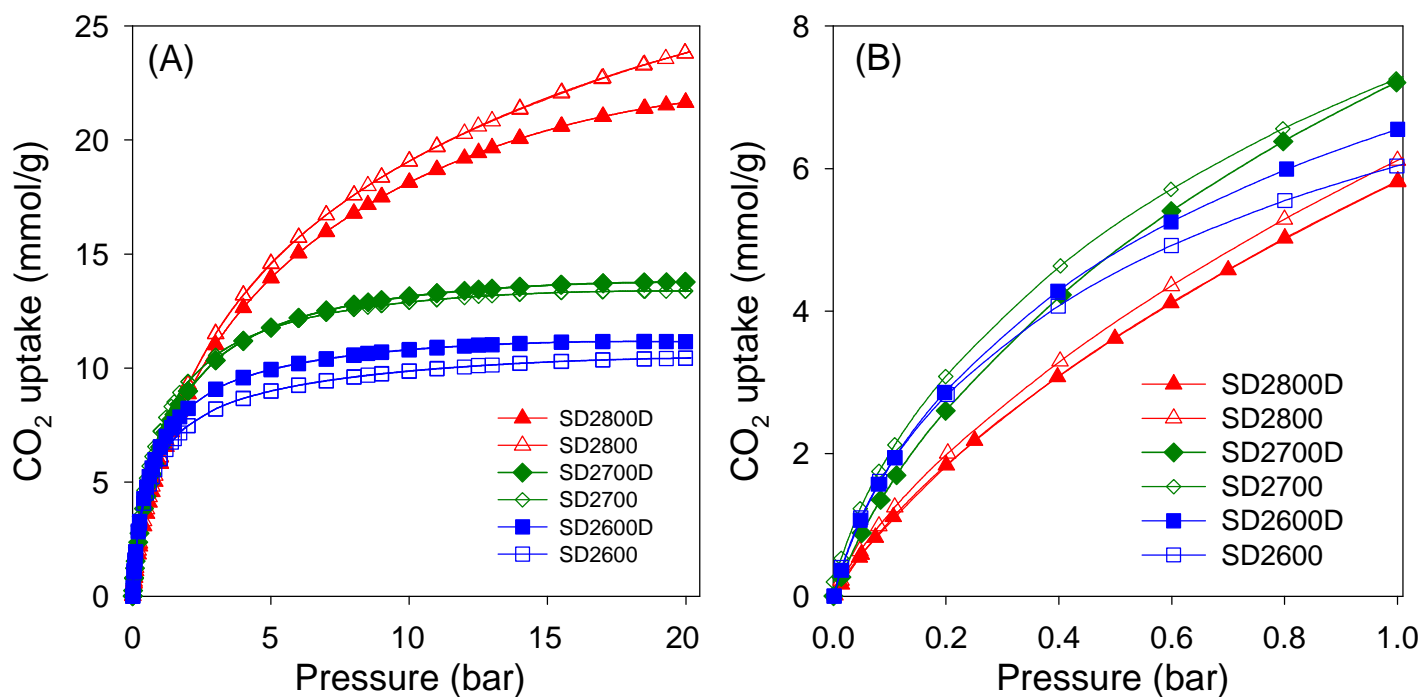 (A)
CO2 uptake (mmol/g)
25
20
15
10
5
0
SD2800D
SD2800
SD2700D
SD2700
SD2600D
SD2600
0 5 10 15 20
Pressure (bar)
(B)
CO2 uptake (mmol/g)
8
6
4
2
0
SD2800D
SD2800
SD2700D
SD2700
SD2600D
SD2600
0.0 0.2 0.4 0.6 0.8 1.0
Pressure (bar)